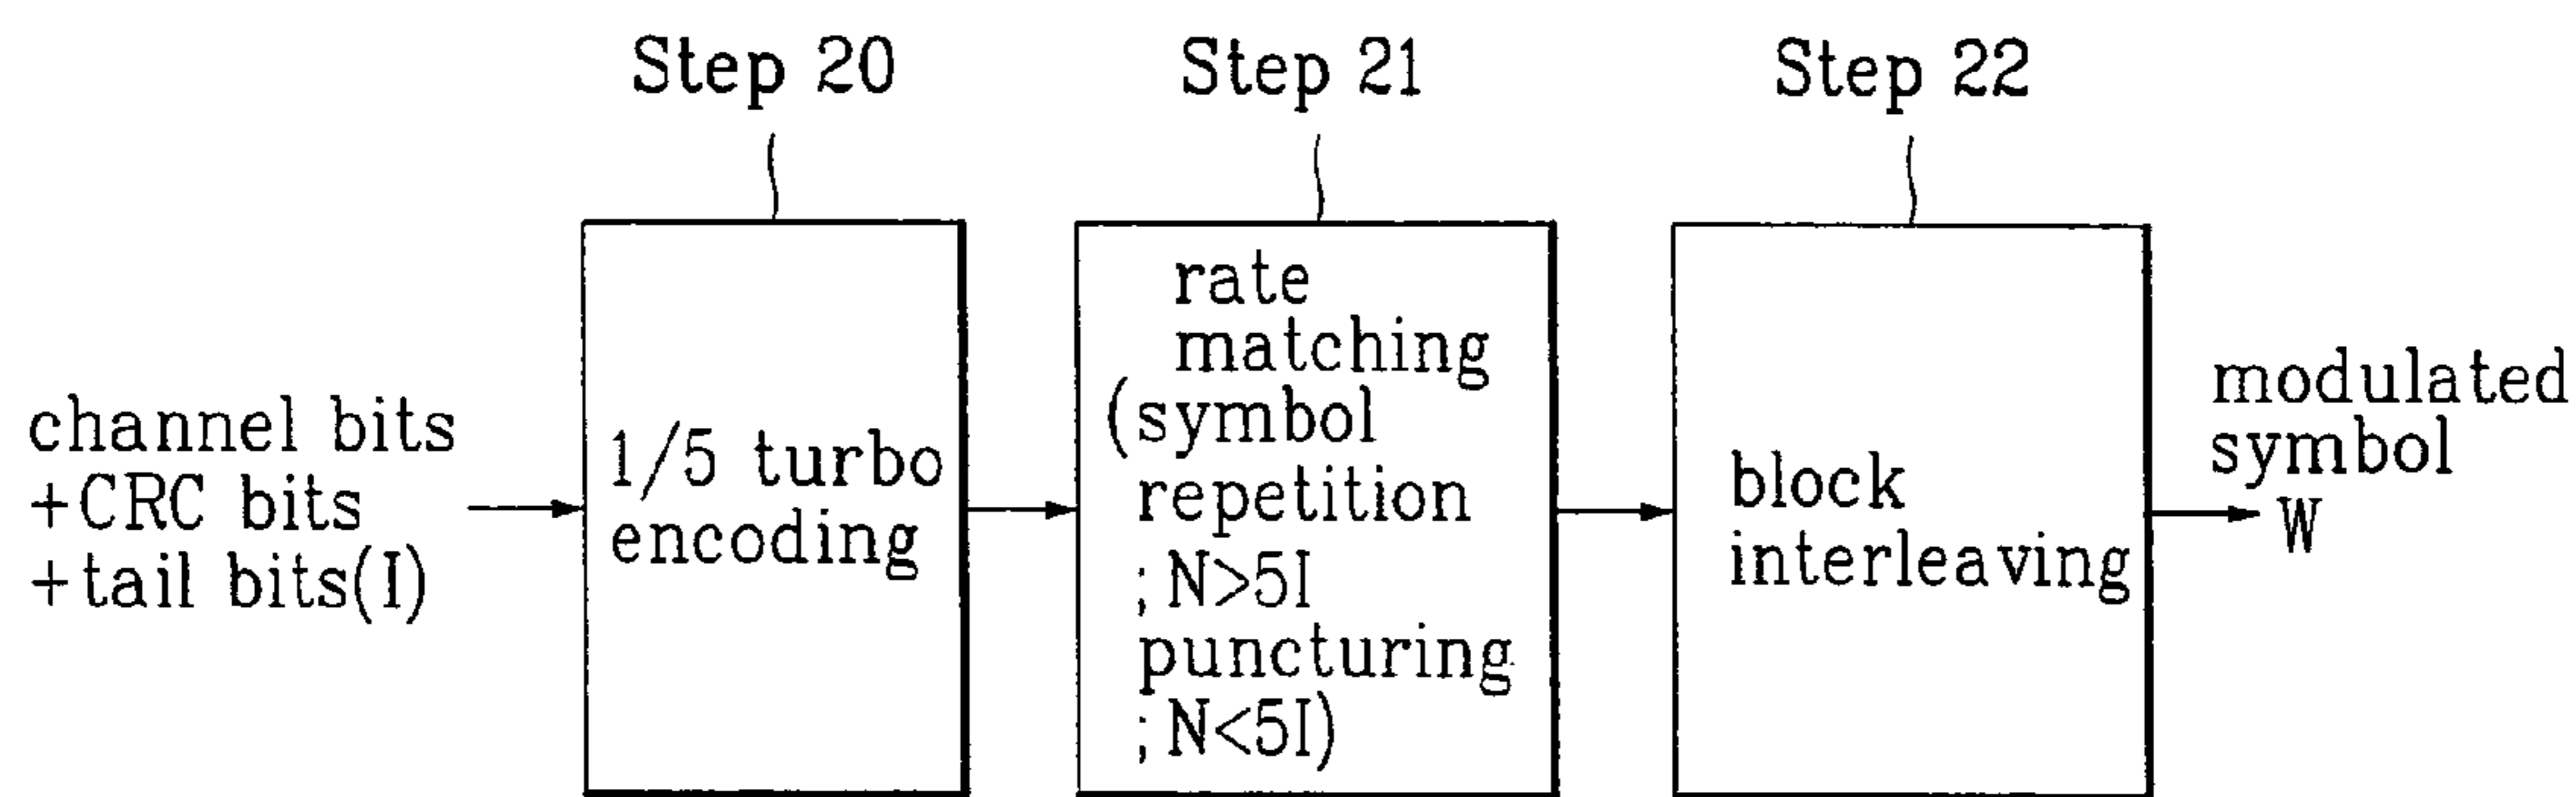 Step 20
Step 21
Step 22
channel bits
+CRC bits
+tail bits(I)
1/5 turbo
encoding
rate
matching
(symbol
repetition
; N>5I
puncturing
; N<5I)
block
interleaving
modulated
symbol
W